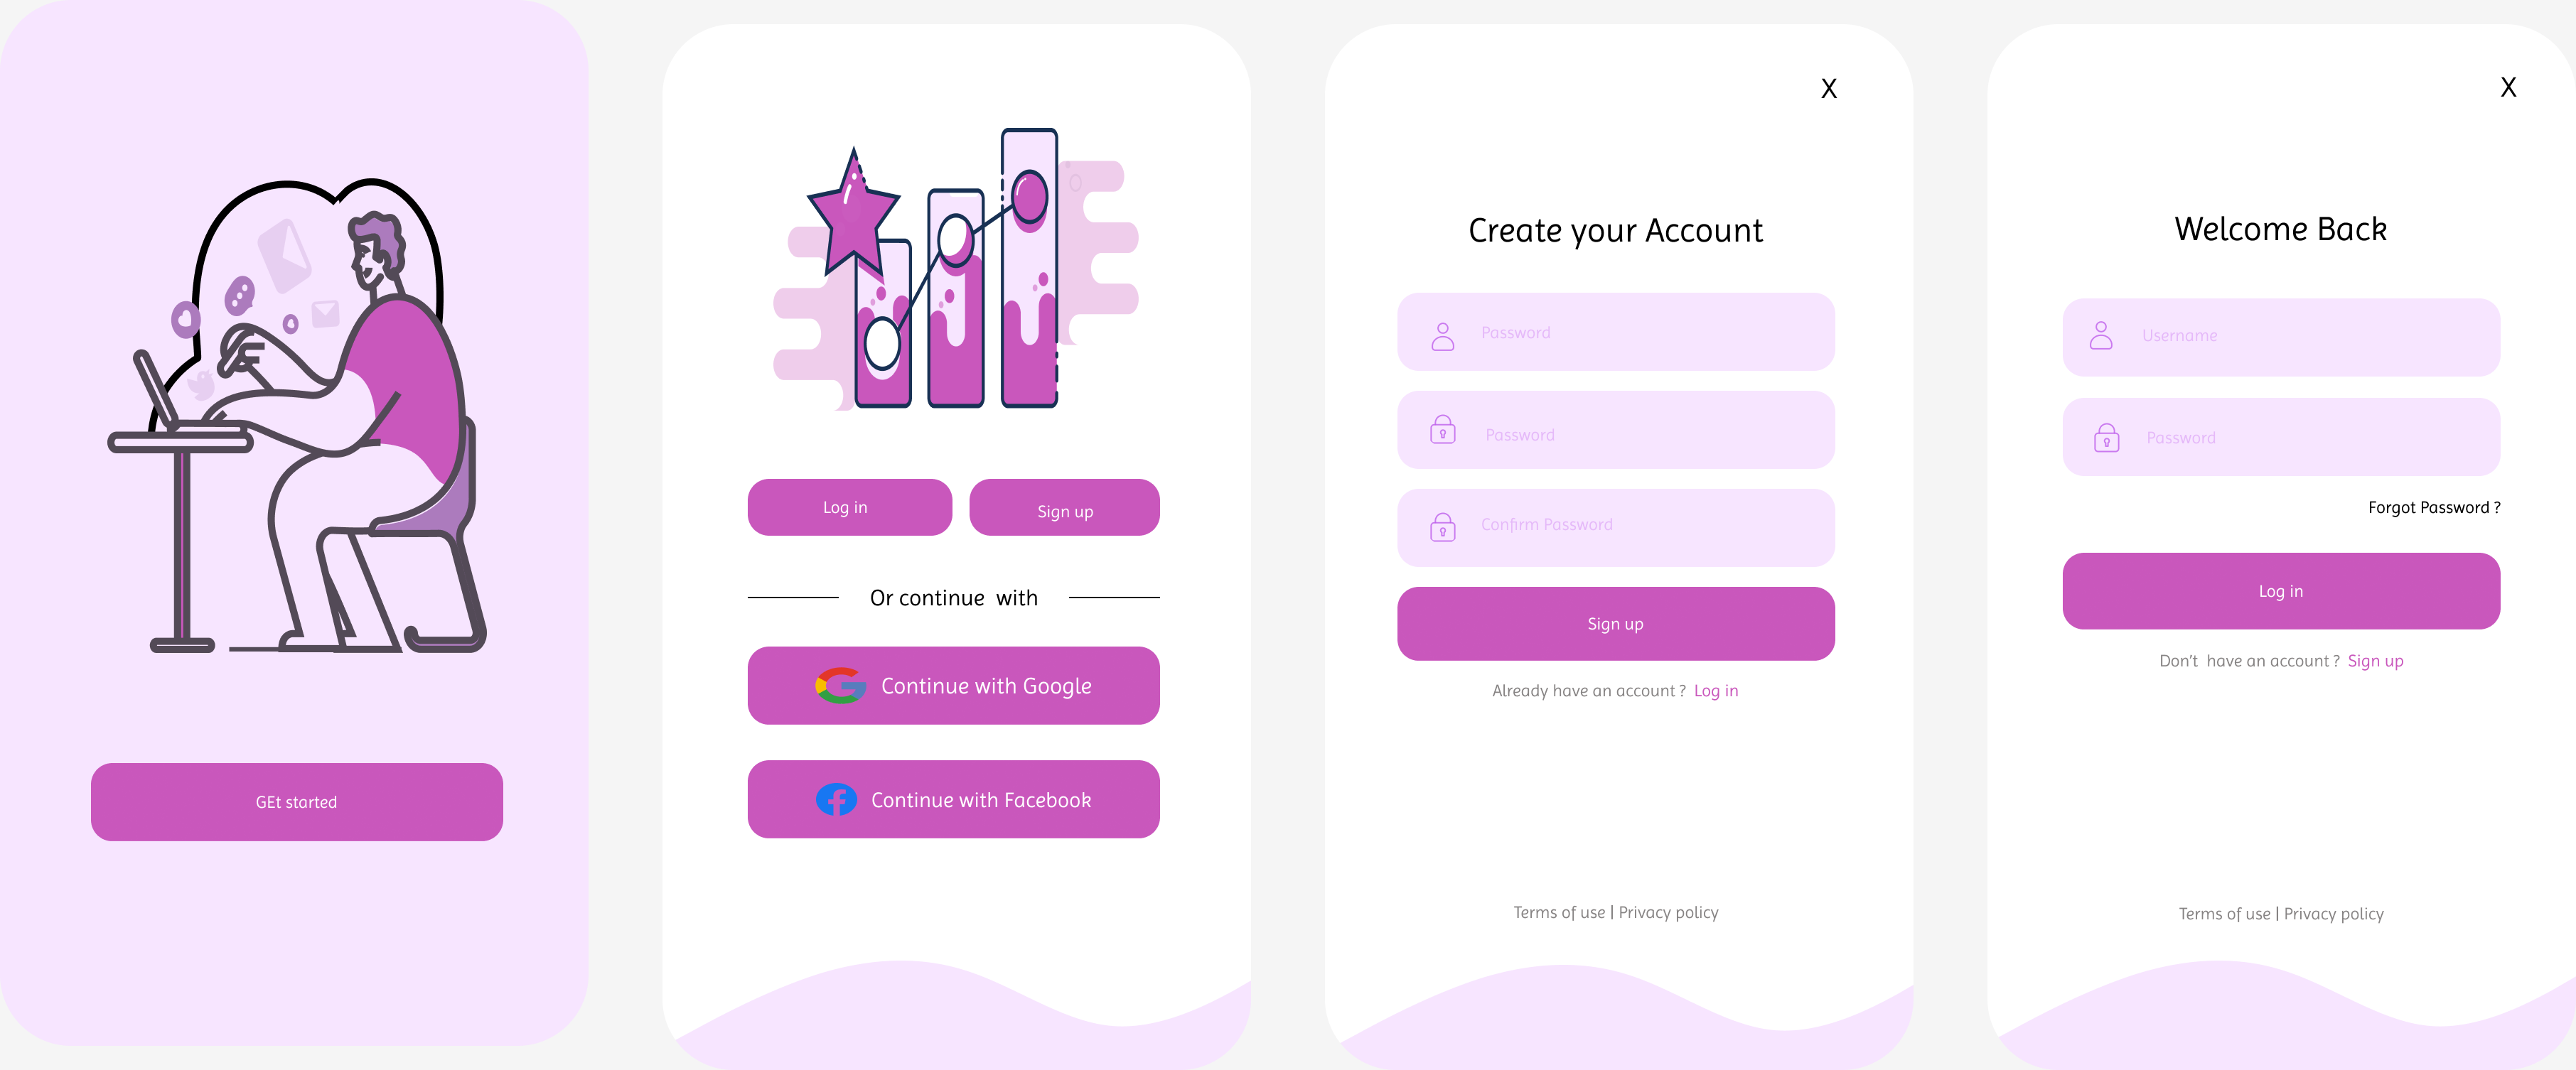 GEt started
Log in
Sign up
Or continue  with
Continue with Google
Continue with Facebook
X
Create your Account
Password
Password
Confirm Password
Sign up
Already have an account ? Log in
Terms of use | Privacy policy
X
Welcome Back
Username
Password
Forgot Password ?
Log in
Don't  have an account ? Sign up
Terms of use | Privacy policy